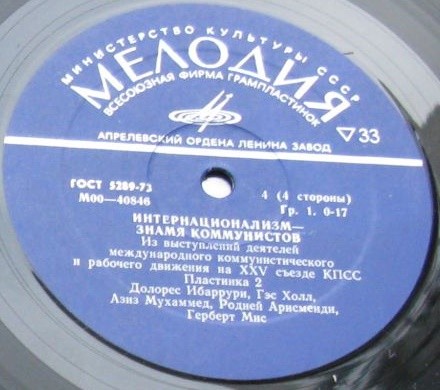 МИНИСТЕРСТВО КУЛЬТУРЫ СССР
МЕЛОДИЯ
ВСЕСОЮЗНАЯ ФИРМА ГРАМПЛАСТИНОК
▽33
АПРЕЛЕВСКИЙ ОРДЕНА ЛЕНИНА ЗАВОД
ГОСТ 5289-73
М00—40846
4 (4 стороны)
Гр. 1. 0-17
ИНТЕРНАЦИОНАЛИЗМ—
ЗНАМЯ КОММУНИСТОВ
Из выступлений деятелей
международного коммунистического
и рабочего движения на XXV съезде КПСС
Пластинка 2
Долорес Ибаррури, Гэс Холл,
Азиз Мухаммед, Родней Арисменди,
Герберт Мис